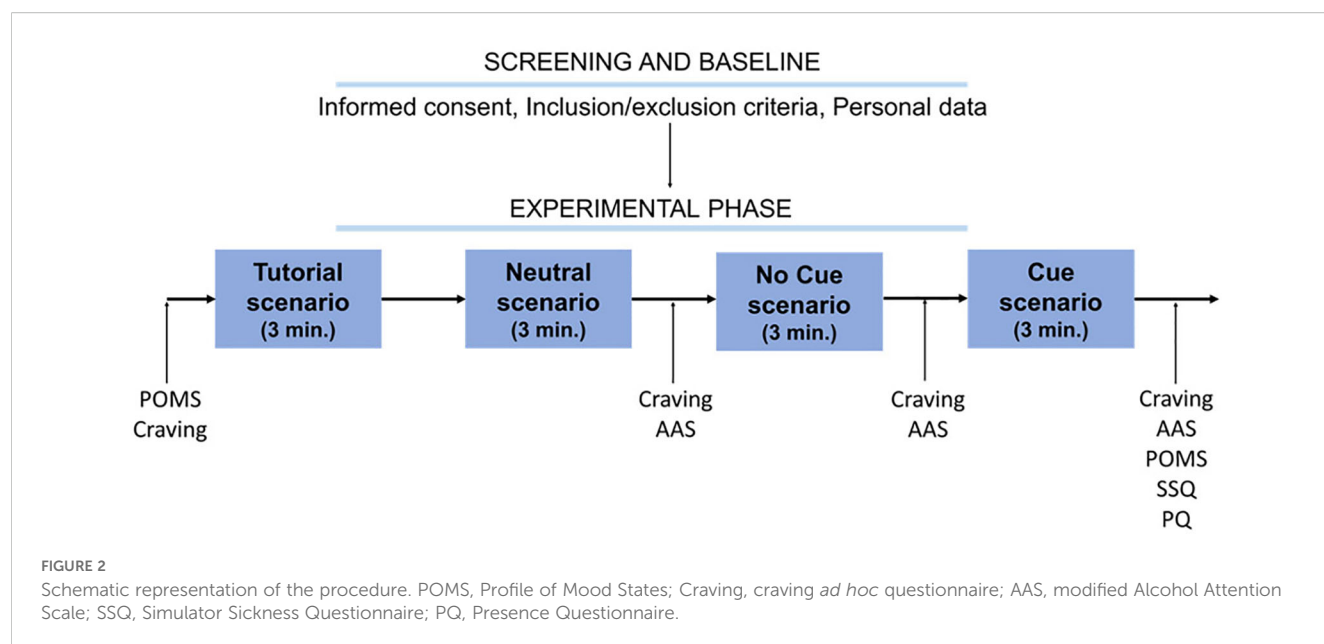 SCREENING AND BASELINE
Informed consent, Inclusion/exclusion criteria, Personal data
EXPERIMENTAL PHASE
Tutorial
scenario
(3 min.)
Neutral
scenario
(3 min.)
No Cue
scenario
(3 min.)
Cue
scenario
(3 min.)
POMS
Craving
Craving
AAS
Craving
AAS
Craving
AAS
POMS
SSQ
PQ
FIGURE 2
Schematic representation of the procedure. POMS, Profile of Mood States; Craving, craving ad hoc questionnaire; AAS, modified Alcohol Attention
Scale; SSQ, Simulator Sickness Questionnaire; PQ, Presence Questionnaire.